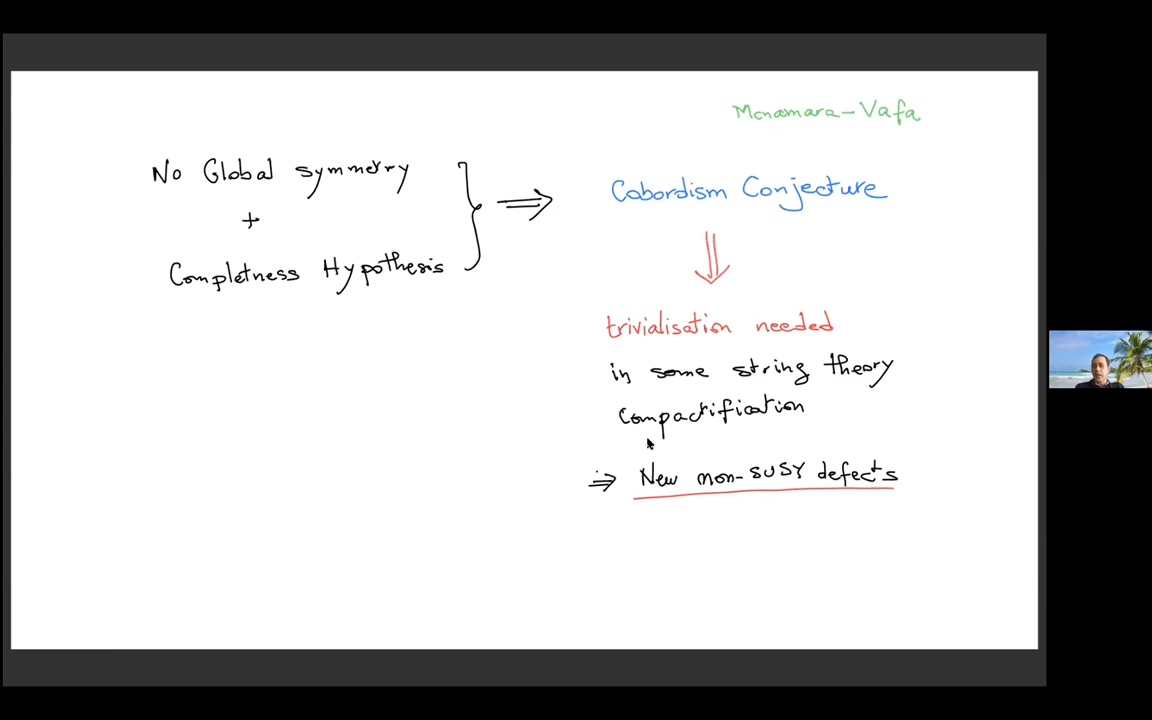 Mcnamara-Vafa
No Global symmetry
+
Completness Hypothesis
⇒
Cobordism Conjecture
⇓
trivialisation needed
in some string theory
compactification
⇒ New non-SUSY defects